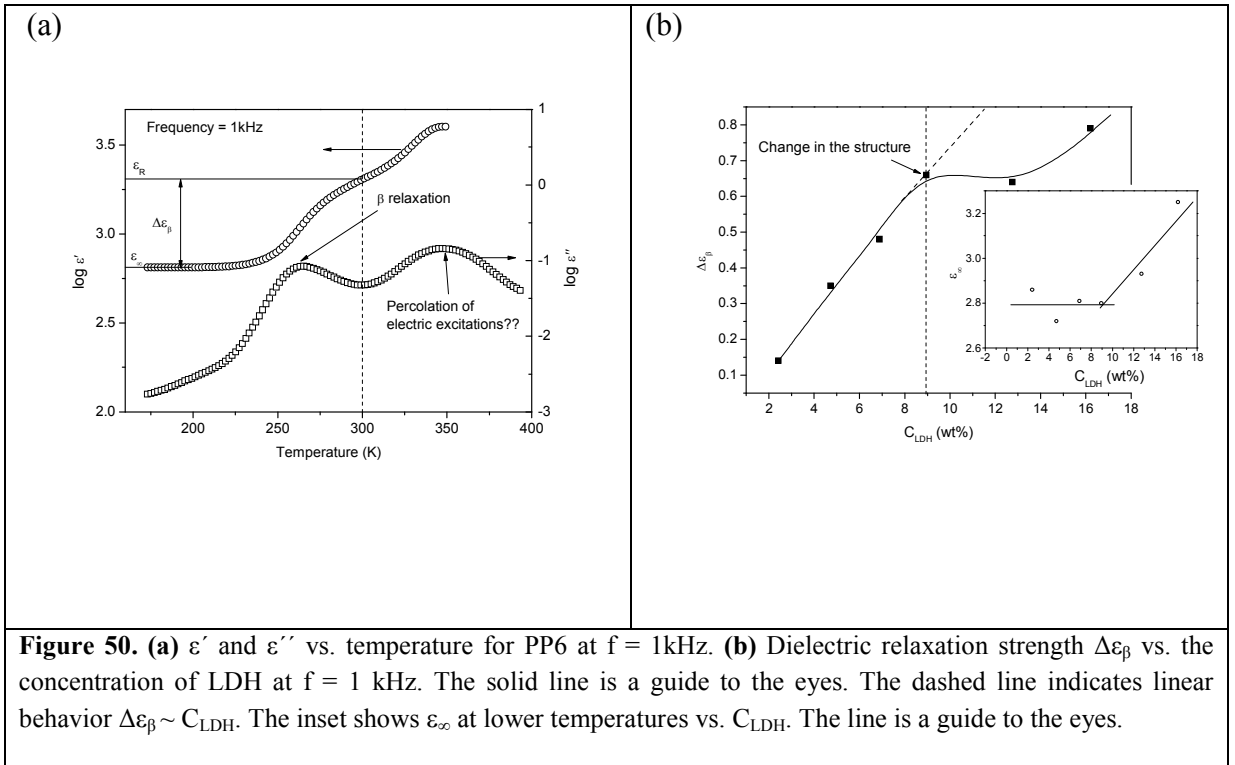 (a)
Frequency = 1kHz
3.5
3.0
2.5
2.0
log ε'
ε_R
Δε_β
ε_∞
β relaxation
Percolation of
electric excitations??
1
0
-1
-2
-3
log ε''
200 250 300 350 400
Temperature (K)
(b)
0.8
0.7
0.6
0.5
0.4
0.3
0.2
0.1
Δε_β
Change in the structure
2 4 6 8 10 12 14 16 18
C_LDH (wt%)
3.2
3.0
2.8
2.6
ε_∞
-2 0 2 4 6 8 10 12 14 16 18
C_LDH (wt%)
Figure 50. (a) ε´ and ε´´ vs. temperature for PP6 at f = 1kHz. (b) Dielectric relaxation strength Δε_β vs. the
concentration of LDH at f = 1 kHz. The solid line is a guide to the eyes. The dashed line indicates linear
behavior Δε_β ~ C_LDH. The inset shows ε_∞ at lower temperatures vs. C_LDH. The line is a guide to the eyes.